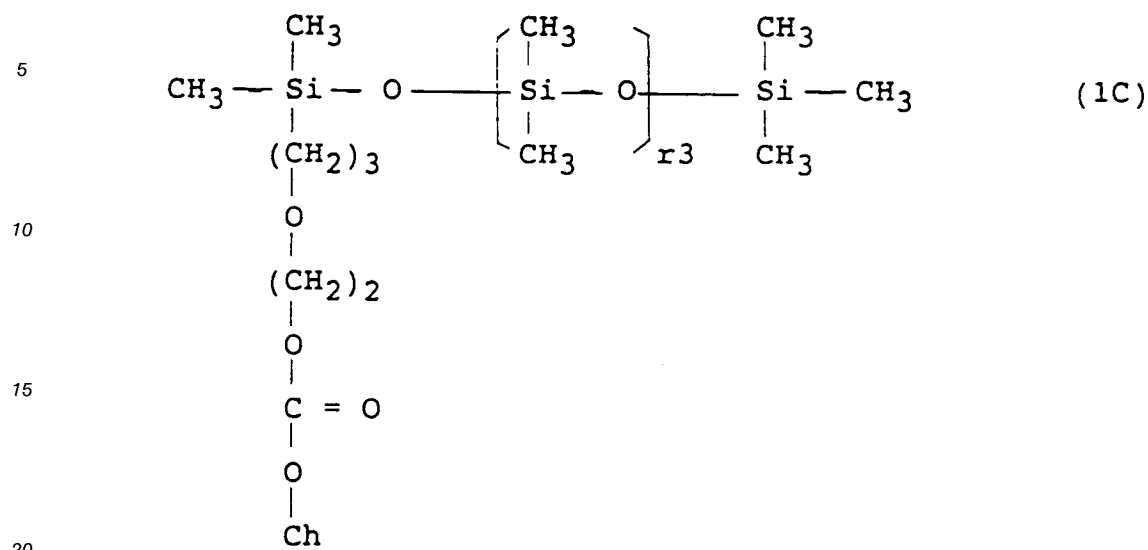 CH₃ CH₃ CH₃
5
CH₃—Si—O—Si—O—Si—CH₃ (1C)
(CH₂)₃ CH₃ r3 CH₃
O
10
(CH₂)₂
O
15
C = O
O
Ch
20